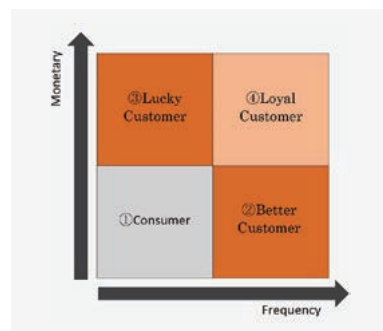 Monetary
③Lucky
Customer
④Loyal
Customer
①Consumer
②Better
Customer
Frequency